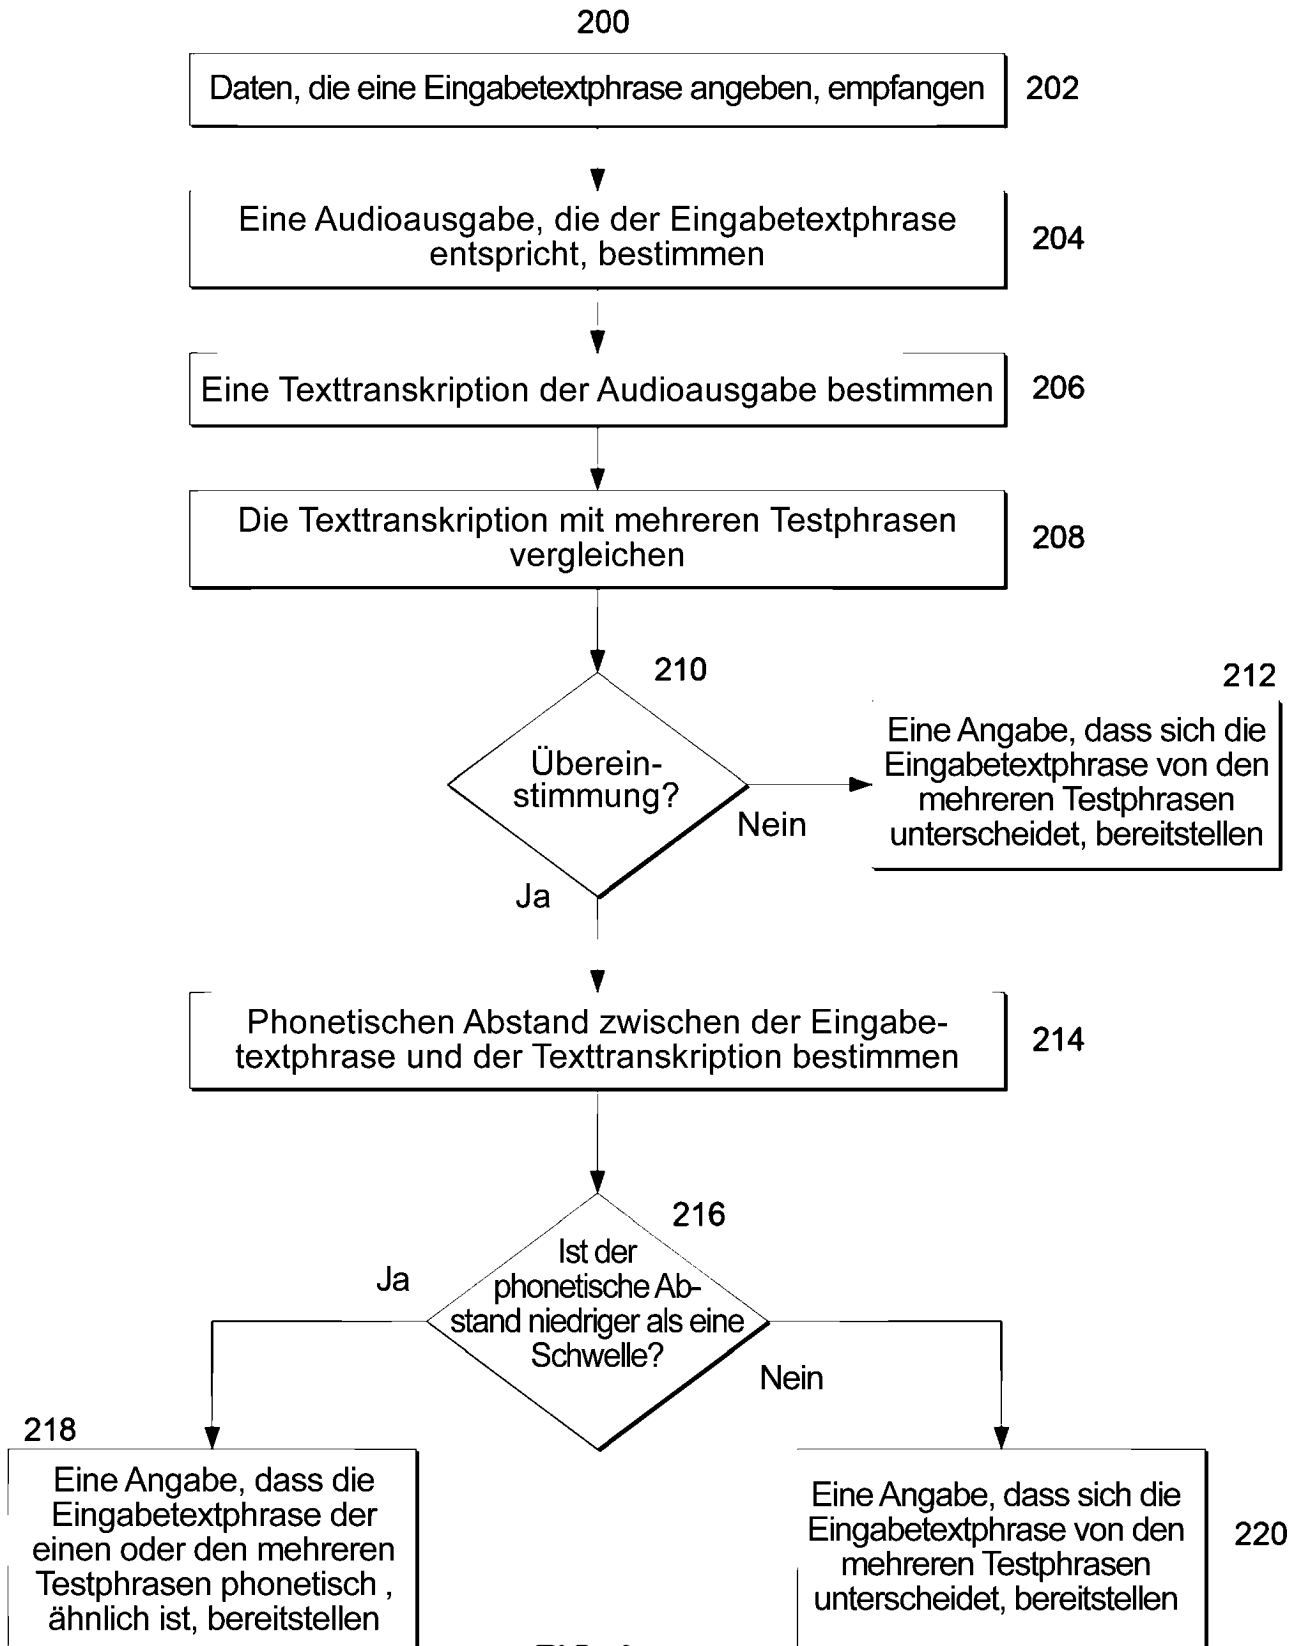 200
Daten, die eine Eingabetextphrase angeben, empfangen
202
Eine Audioausgabe, die der Eingabetextphrase
entspricht, bestimmen
204
Eine Texttranskription der Audioausgabe bestimmen
206
Die Texttranskription mit mehreren Testphrasen
vergleichen
208
210
Überein-
stimmung?
Nein
Ja
212
Eine Angabe, dass sich die
Eingabetextphrase von den
mehreren Testphrasen
unterscheidet, bereitstellen
Phonetischen Abstand zwischen der Eingabe-
textphrase und der Texttranskription bestimmen
214
216
Ist der
phonetische Ab-
stand niedriger als eine
Schwelle?
Ja
Nein
218
Eine Angabe, dass die
Eingabetextphrase der
einen oder den mehreren
Testphrasen phonetisch ,
ähnlich ist, bereitstellen
Eine Angabe, dass sich die
Eingabetextphrase von den
mehreren Testphrasen
unterscheidet, bereitstellen
220